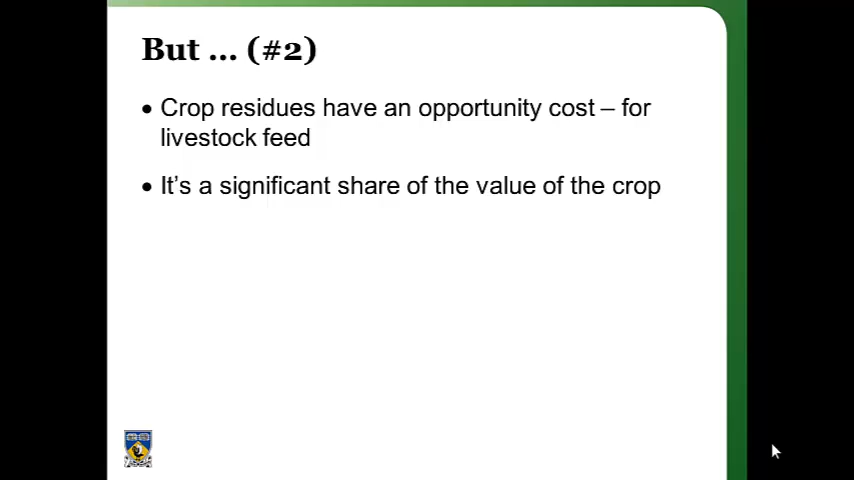 But ... (#2)
• Crop residues have an opportunity cost – for
livestock feed
• It's a significant share of the value of the crop